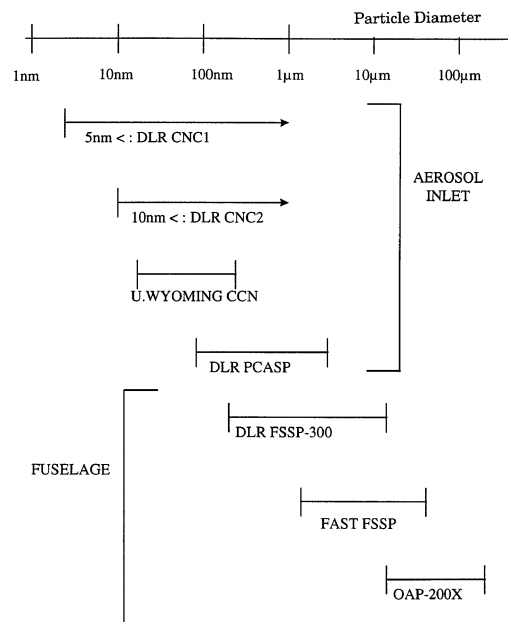 Particle Diameter
1nm 10nm 100nm 1µm 10µm 100µm
5nm < : DLR CNC1
AEROSOL
INLET
10nm < : DLR CNC2
U.WYOMING CCN
DLR PCASP
DLR FSSP-300
FUSELAGE
FAST FSSP
OAP-200X